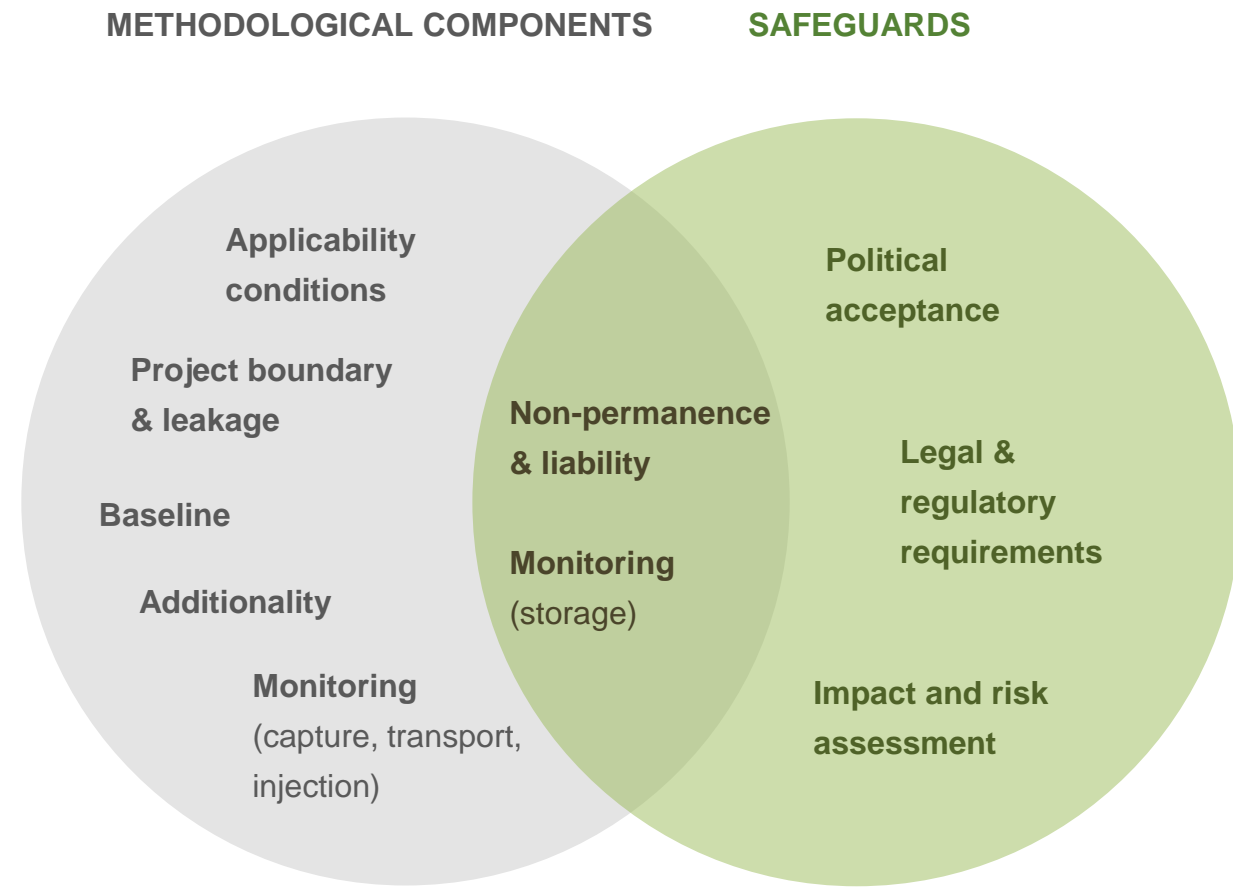 METHODOLOGICAL COMPONENTS
SAFEGUARDS
Applicability
conditions
Project boundary
& leakage
Baseline
Additionality
Monitoring
(capture, transport,
injection)
Non-permanence
& liability
Monitoring
(storage)
Political
acceptance
Legal &
regulatory
requirements
Impact and risk
assessment